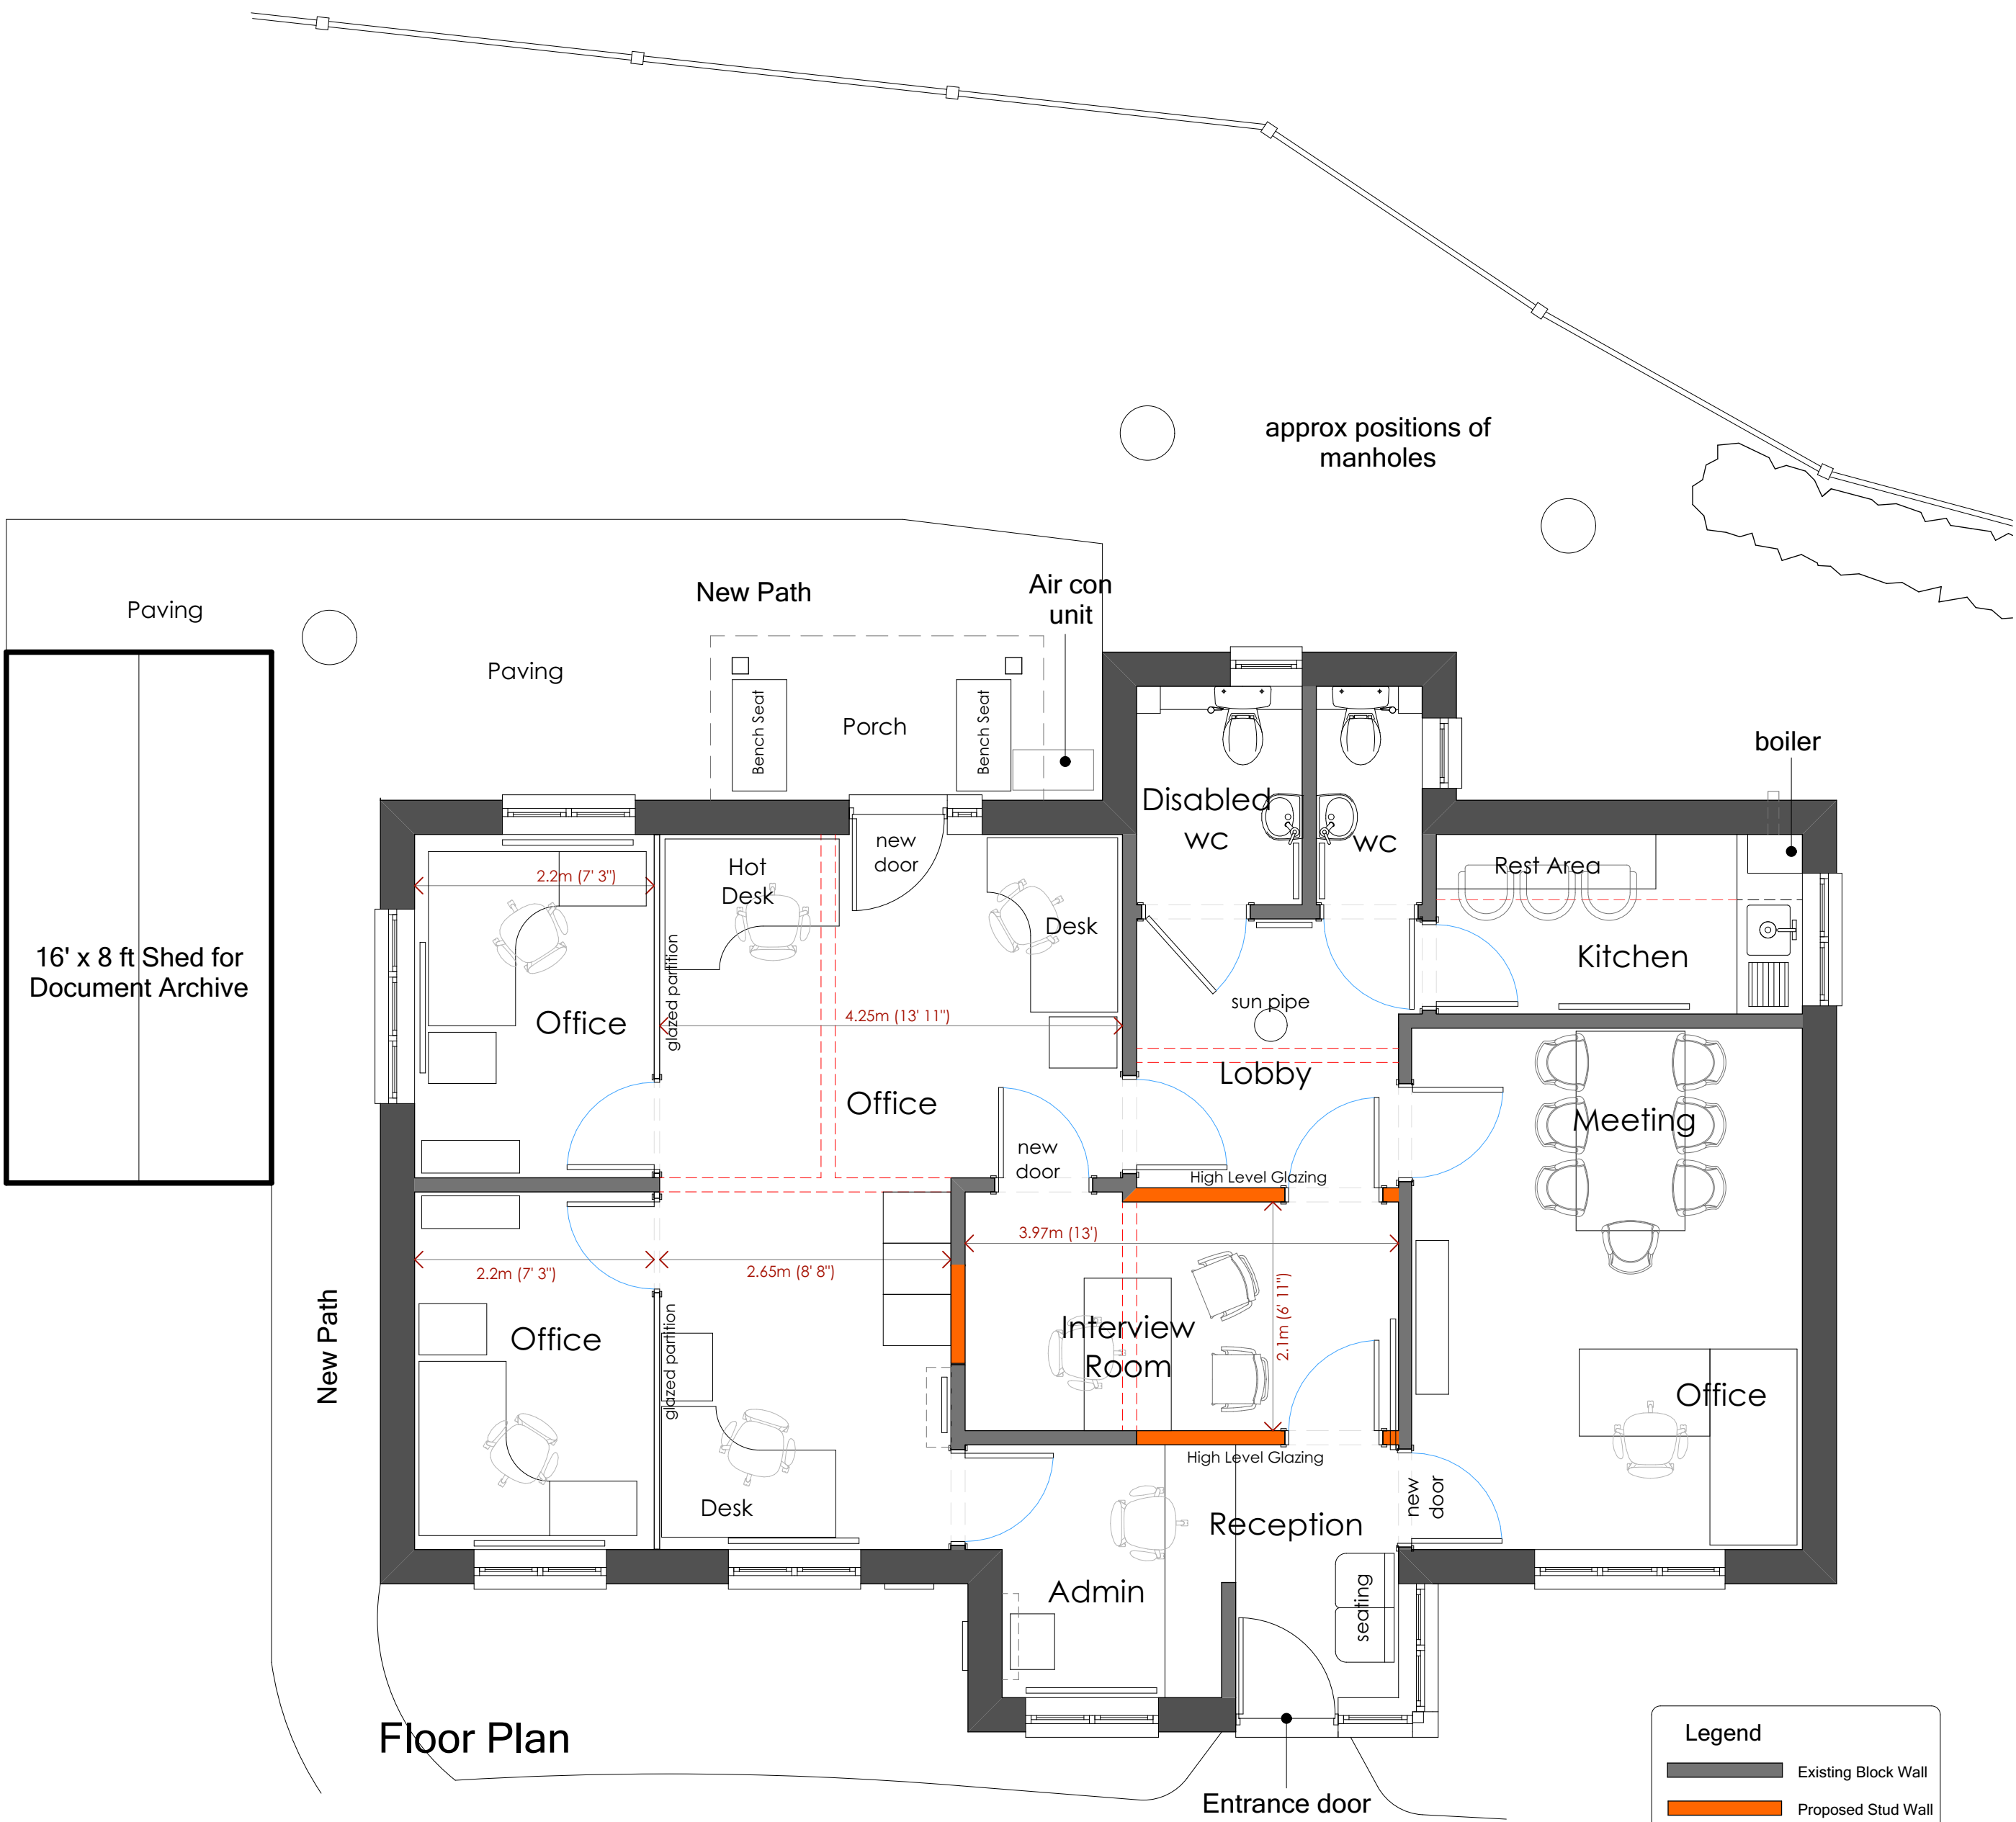 approx positions of
manholes
New Path
Air con
unit
Paving
Paving
Bench Seat
Porch
Bench Seat
boiler
Disabled
wc
wc
new
door
Hot
Desk
Rest Area
2.2m (7' 3")
Desk
16' x 8 ft Shed for
Document Archive
glazed partition
Kitchen
sun pipe
Office
4.25m (13' 11")
Lobby
Office
Meeting
new
door
High Level Glazing
3.97m (13')
2.2m (7' 3")
2.65m (8' 8")
2.1m (6' 11")
New Path
Office
glazed partition
Interview
Room
Office
High Level Glazing
new
door
Desk
Reception
Admin
seating
Floor Plan
Entrance door
Legend
Existing Block Wall
Proposed Stud Wall